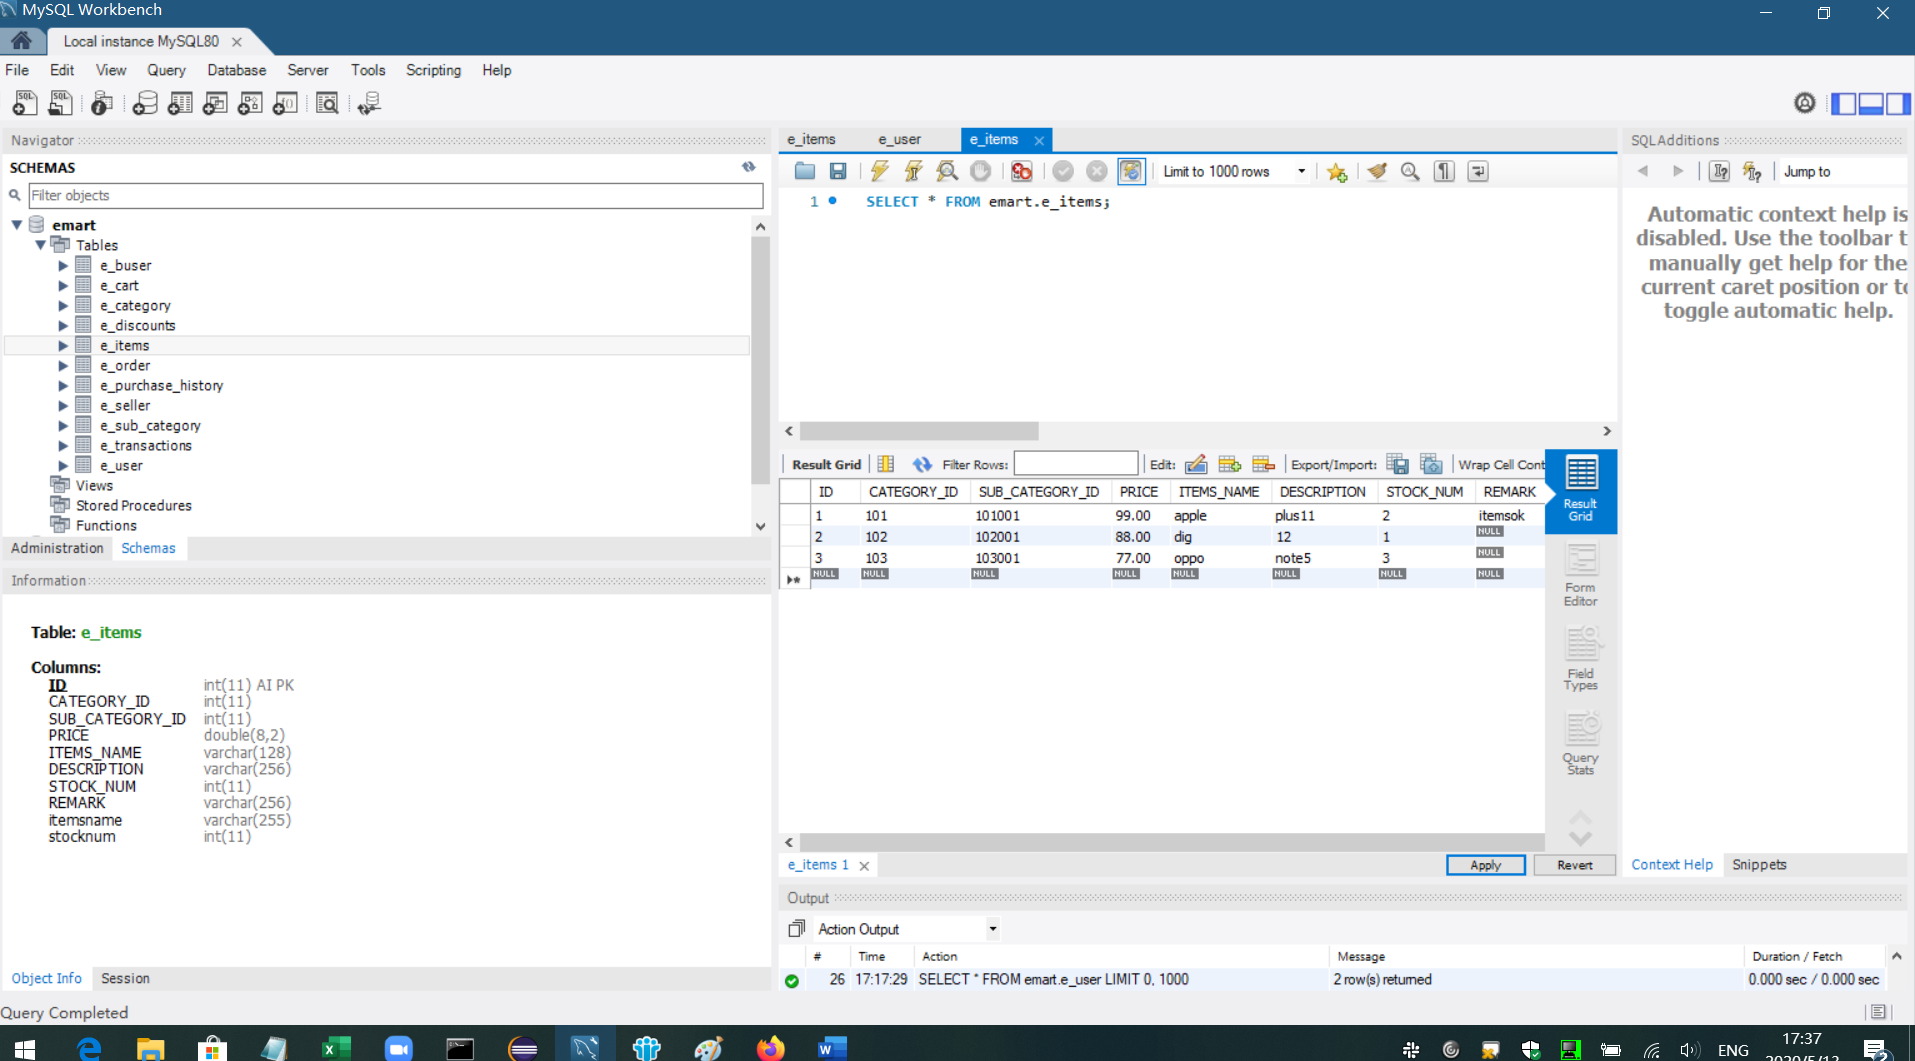 MySQL Workbench
Local instance MySQL80
File Edit View Query Database Server Tools Scripting Help
Navigator
SCHEMAS
Filter objects
emart
Tables
e_buser
e_cart
e_category
e_discounts
e_items
e_order
e_purchase_history
e_seller
e_sub_category
e_transactions
e_user
Views
Stored Procedures
Functions
Administration Schemas
Information
Table: e_items
Columns:
ID int(11) AI PK
CATEGORY_ID int(11)
SUB_CATEGORY_ID int(11)
PRICE double(8,2)
ITEMS_NAME varchar(128)
DESCRIPTION varchar(256)
STOCK_NUM int(11)
REMARK varchar(256)
itemsname varchar(255)
stocknum int(11)
Object Info Session
Query Completed
e_items e_user e_items
Limit to 1000 rows
1 SELECT * FROM emart.e_items;
Result Grid Filter Rows: Edit: Export/Import: Wrap Cell Cont
ID CATEGORY_ID SUB_CATEGORY_ID PRICE ITEMS_NAME DESCRIPTION STOCK_NUM REMARK
1 101 101001 99.00 apple plus11 2 itemsok
2 102 102001 88.00 dig 12 1 NULL
3 103 103001 77.00 oppo note5 3 NULL
NULL NULL NULL NULL NULL NULL NULL NULL
Result
Grid
Form
Editor
Field
Types
Query
Stats
e_items 1 Apply Revert
Output
Action Output
# Time Action Message Duration / Fetch
26 17:17:29 SELECT * FROM emart.e_user LIMIT 0, 1000 2 row(s) returned 0.000 sec / 0.000 sec
SQLAdditions
Jump to
Automatic context help is
disabled. Use the toolbar t
manually get help for the
current caret position or to
toggle automatic help.
Context Help Snippets
ENG 17:37